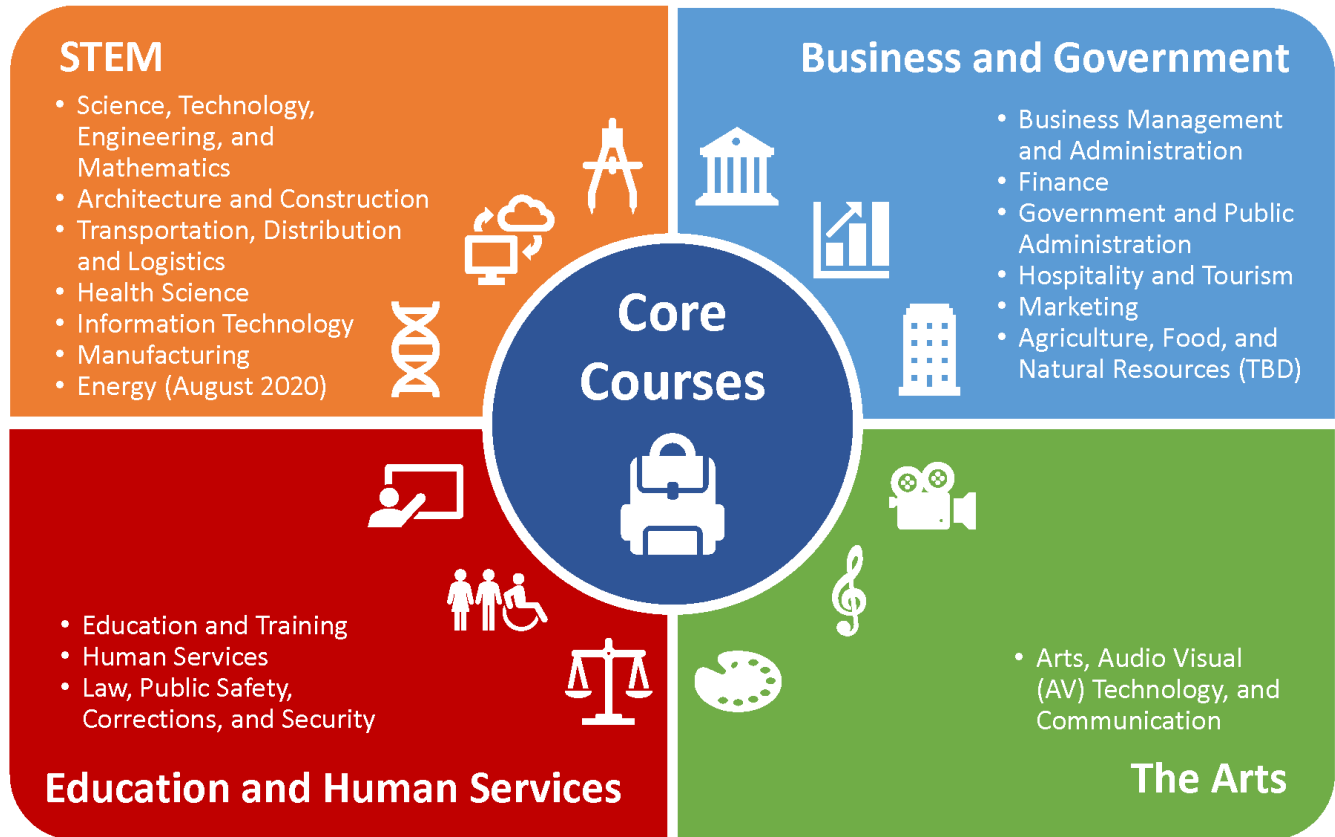 STEM
• Science, Technology,
Engineering, and
Mathematics
• Architecture and Construction
• Transportation, Distribution
and Logistics
• Health Science
• Information Technology
• Manufacturing
• Energy (August 2020)
Business and Government
• Business Management
and Administration
• Finance
• Government and Public
Administration
• Hospitality and Tourism
• Marketing
• Agriculture, Food, and
Natural Resources (TBD)
Core
Courses
• Education and Training
• Human Services
• Law, Public Safety,
Corrections, and Security
Education and Human Services
• Arts, Audio Visual
(AV) Technology, and
Communication
The Arts